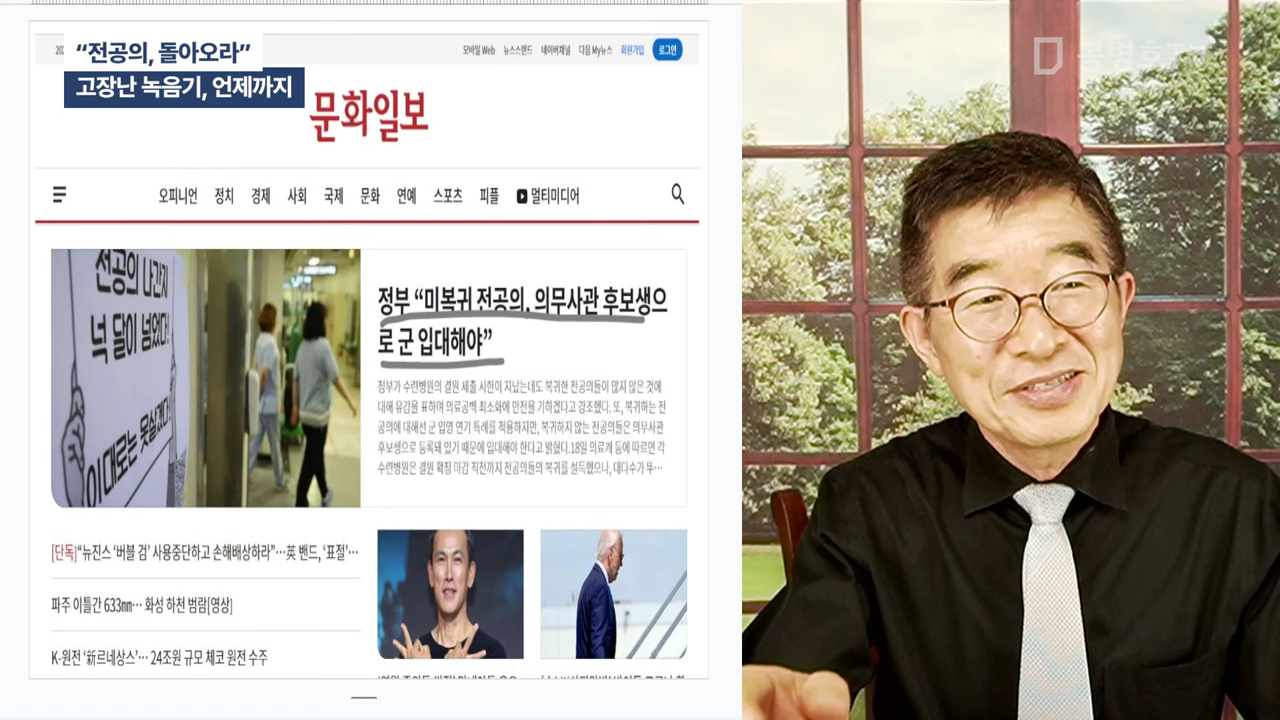 “전공의, 돌아오라”
고장난 녹음기, 언제까지
모바일 Web 뉴스스탠드 네이버채널 다음 My뉴스 회원가입 로그인
문화일보
오피니언 정치 경제 사회 국제 문화 연예 스포츠 피플 멀티미디어
전공의 나간지
넉 달이 넘었다!
이대로는 못살겠다!
정부 “미복귀 전공의, 의무사관 후보생으
로 군 입대해야”
정부가 수련병원의 결원 제출 시한이 지났는데도 복귀한 전공의들이 많지 않은 것에
대해 유감을 표하며 의료공백 최소화에 만전을 기하겠다고 강조했다. 또, 복귀하는 전
공의에 대해선 군 입영 연기 특례를 적용하지만, 복귀하지 않는 전공의들은 의무사관
후보생으로 등록돼 있기 때문에 입대해야 한다고 밝혔다.18일 의료계 등에 따르면 각
수련병원은 결원 확정 마감 직전까지 전공의들의 복귀를 설득했으나, 대다수가 뚜…
[단독]“뉴진스 ‘버블 검’ 사용중단하고 손해배상하라”…英 밴드, ‘표절’…
파주 이틀간 633㎜… 화성 하천 범람[영상]
K-원전 ‘新르네상스’… 24조원 규모 체코 원전 수주
공병호TV